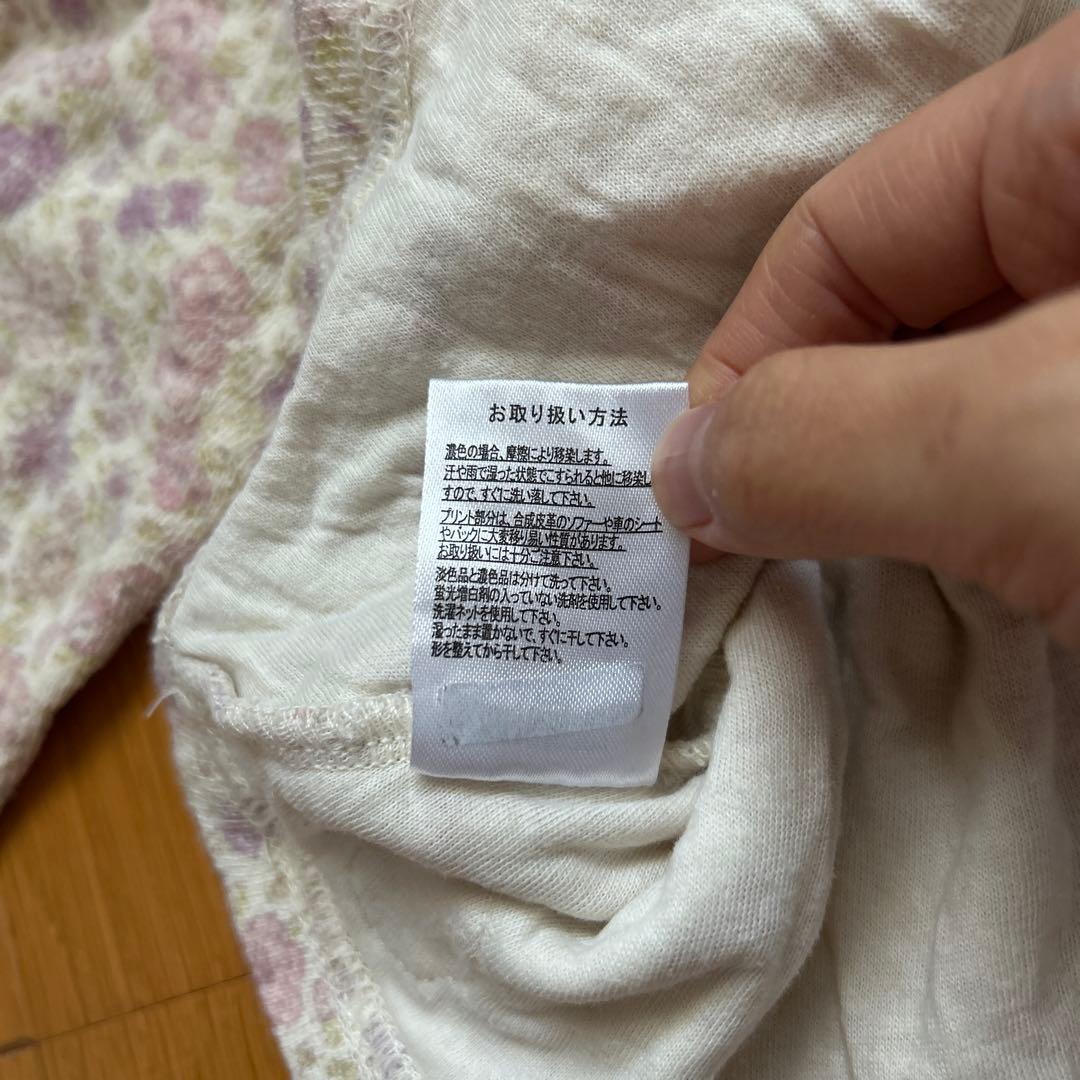 お取り扱い方法
濃色の場合、摩擦により移染します。
汗や雨で湿った状態でこすられると他に移染し
すので、すぐに洗い落して下さい。
プリント部分は、合成皮革のソファーや車のシート
やバックに大変移り易い性質があります。
お取り扱いには十分ご注意下さい。
淡色品と濃色品は分けて洗って下さい。
蛍光増白剤の入っていない洗剤を使用して下さい。
洗濯ネットを使用して下さい。
湿ったまま置かないで、すぐに干して下さい。
形を整えてから干して下さい。